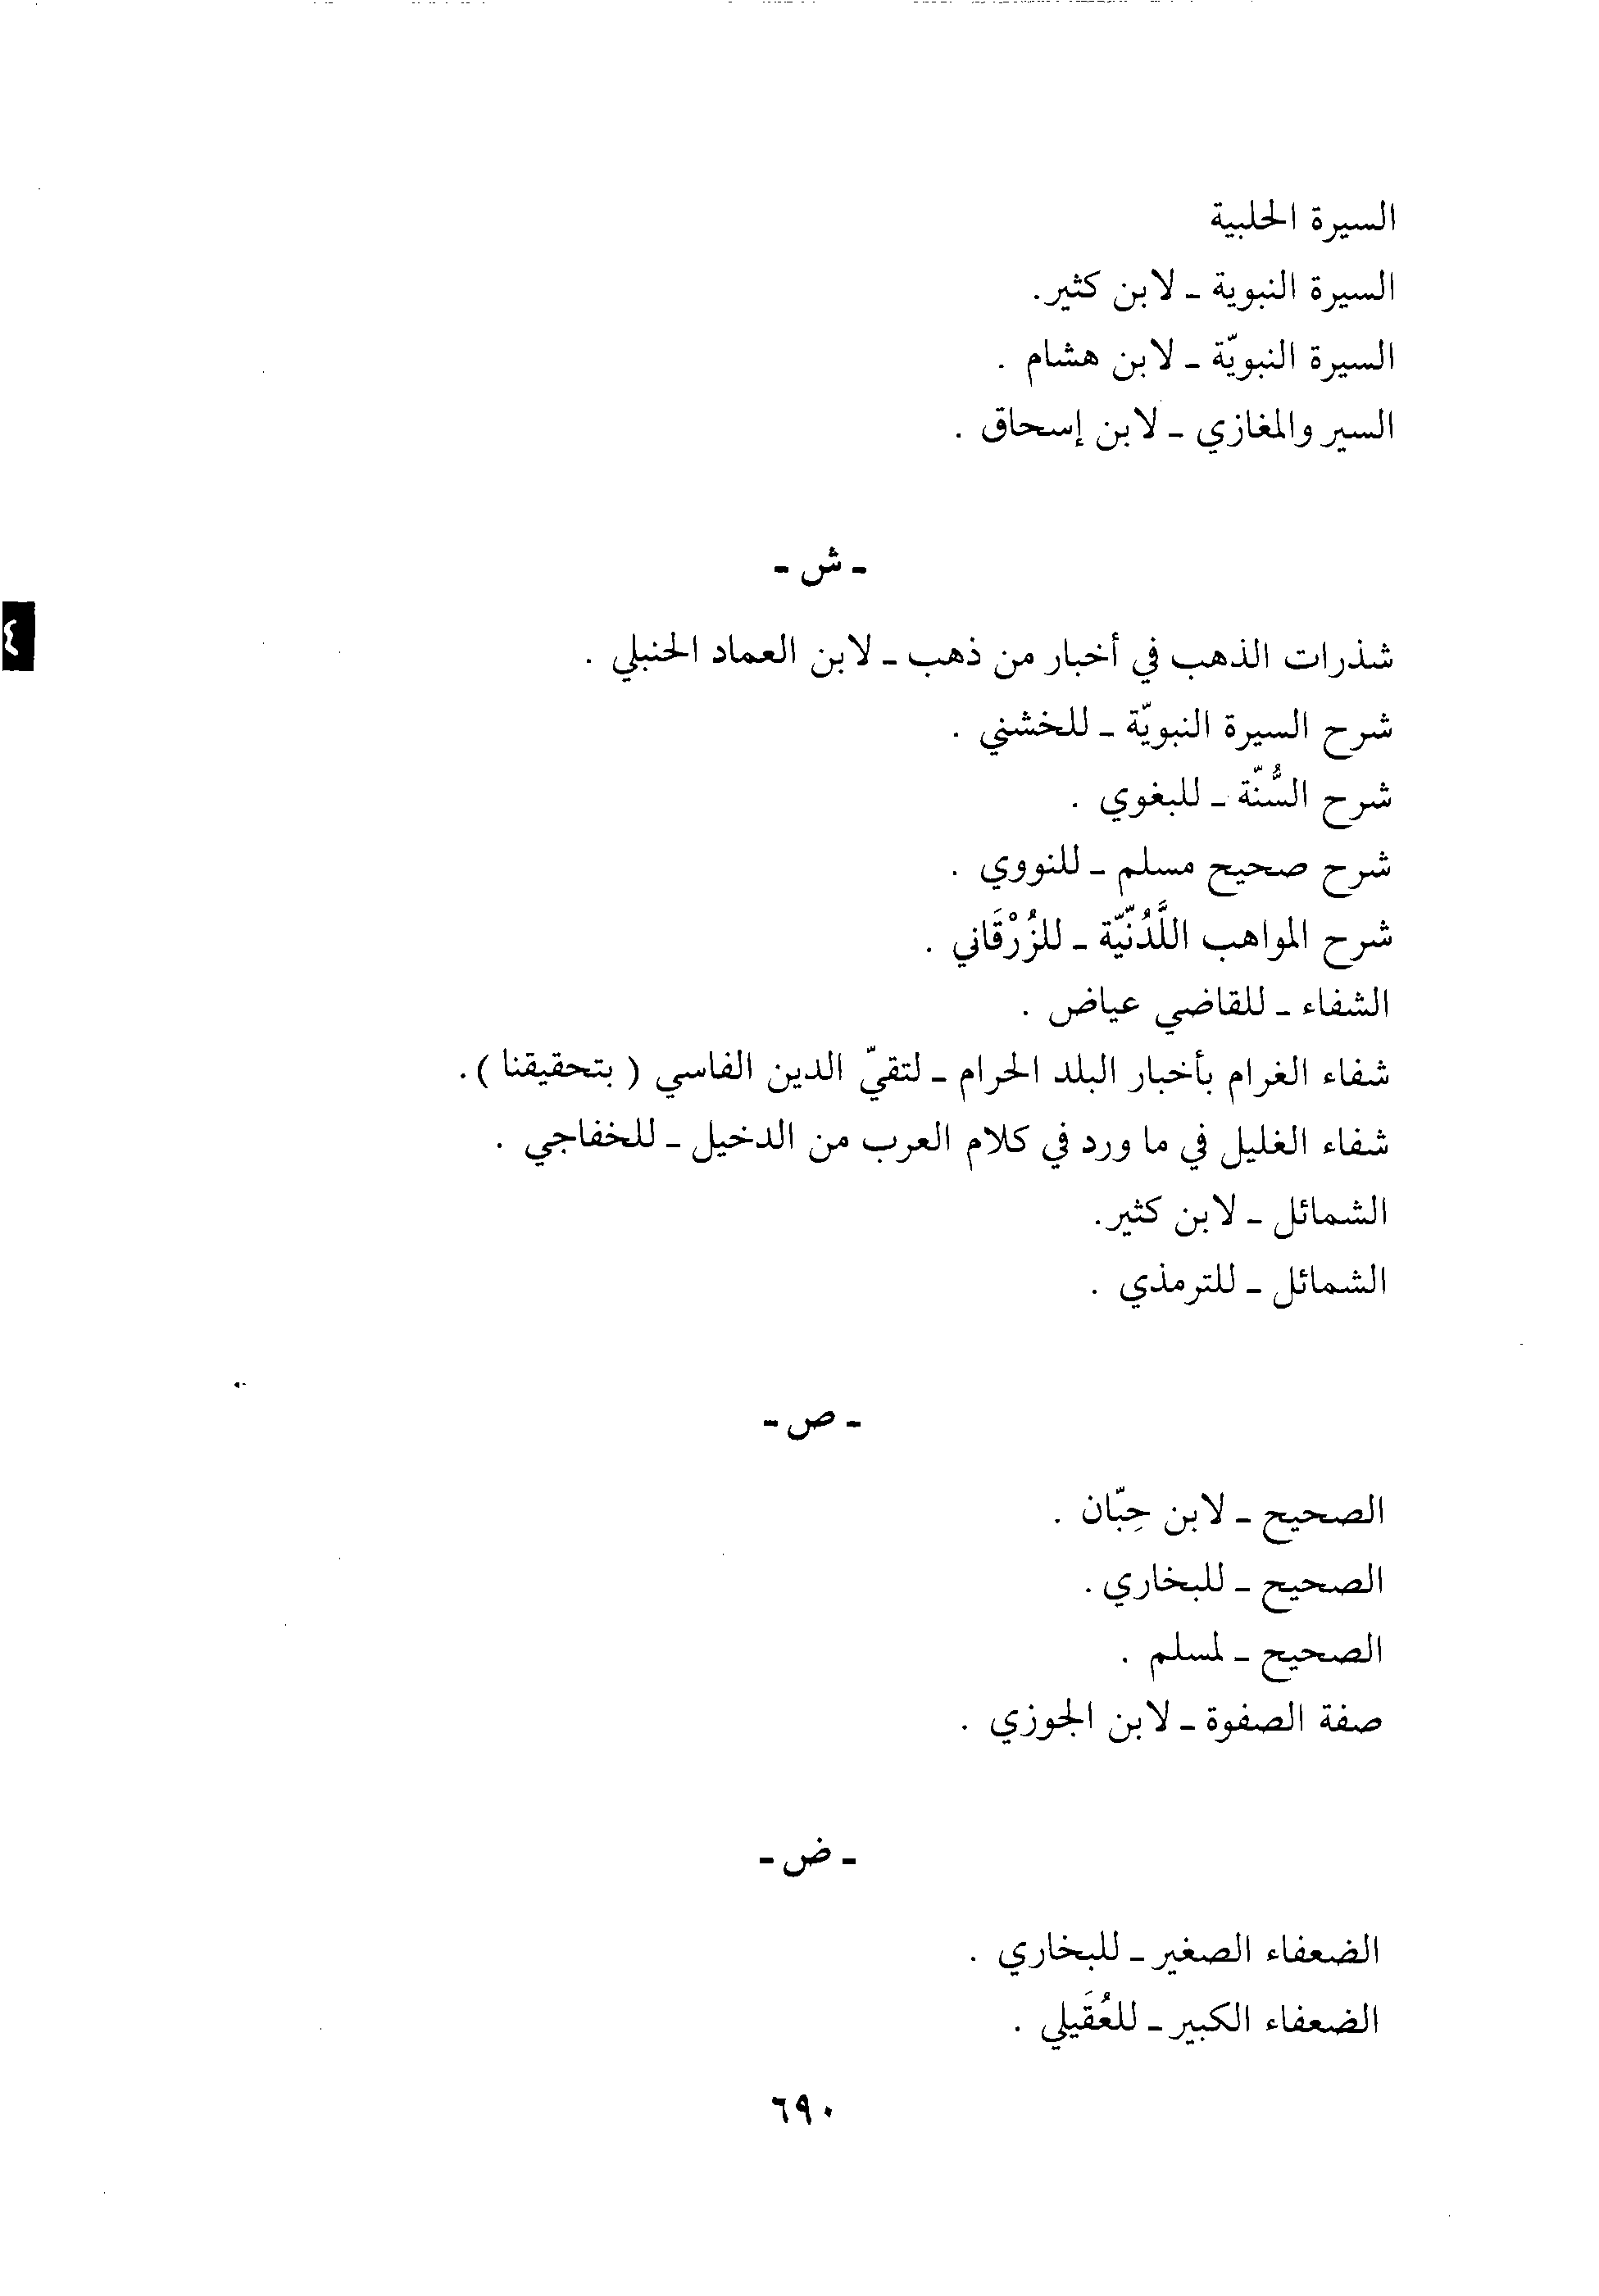 السيرة الحلبية
السيرة النبوية ـ لابن كثير.
السيرة النبويّة ـ لابن هشام .
السير والمغازي ـ لابن إسحاق .
ـ ش ـ
٤
شذرات الذهب في أخبار من ذهب ـ لابن العماد الحنبلي .
شرح السيرة النبويّة ـ للخشني .
شرح السُّنّة ـ للبغوي .
شرح صحيح مسلم ـ للنووي .
شرح المواهب اللَّدُنّيّة ـ للزُرْقَاني .
الشفاء ـ للقاضي عياض .
شفاء الغرام بأخبار البلد الحرام ـ لتقيّ الدين الفاسي ( بتحقيقنا ).
شفاء الغليل في ما ورد في كلام العرب من الدخيل ـ للخفاجي .
الشمائل ـ لابن كثير.
الشمائل ـ للترمذي .
ـ ص ـ
الصحيح ـ لابن حِبّان .
الصحيح ـ للبخاري .
الصحيح ـ لمسلم .
صفة الصفوة ـ لابن الجوزي .
ـ ض ـ
الضعفاء الصغير ـ للبخاري .
الضعفاء الكبير ـ للعُقَيلي .
٦٩٠